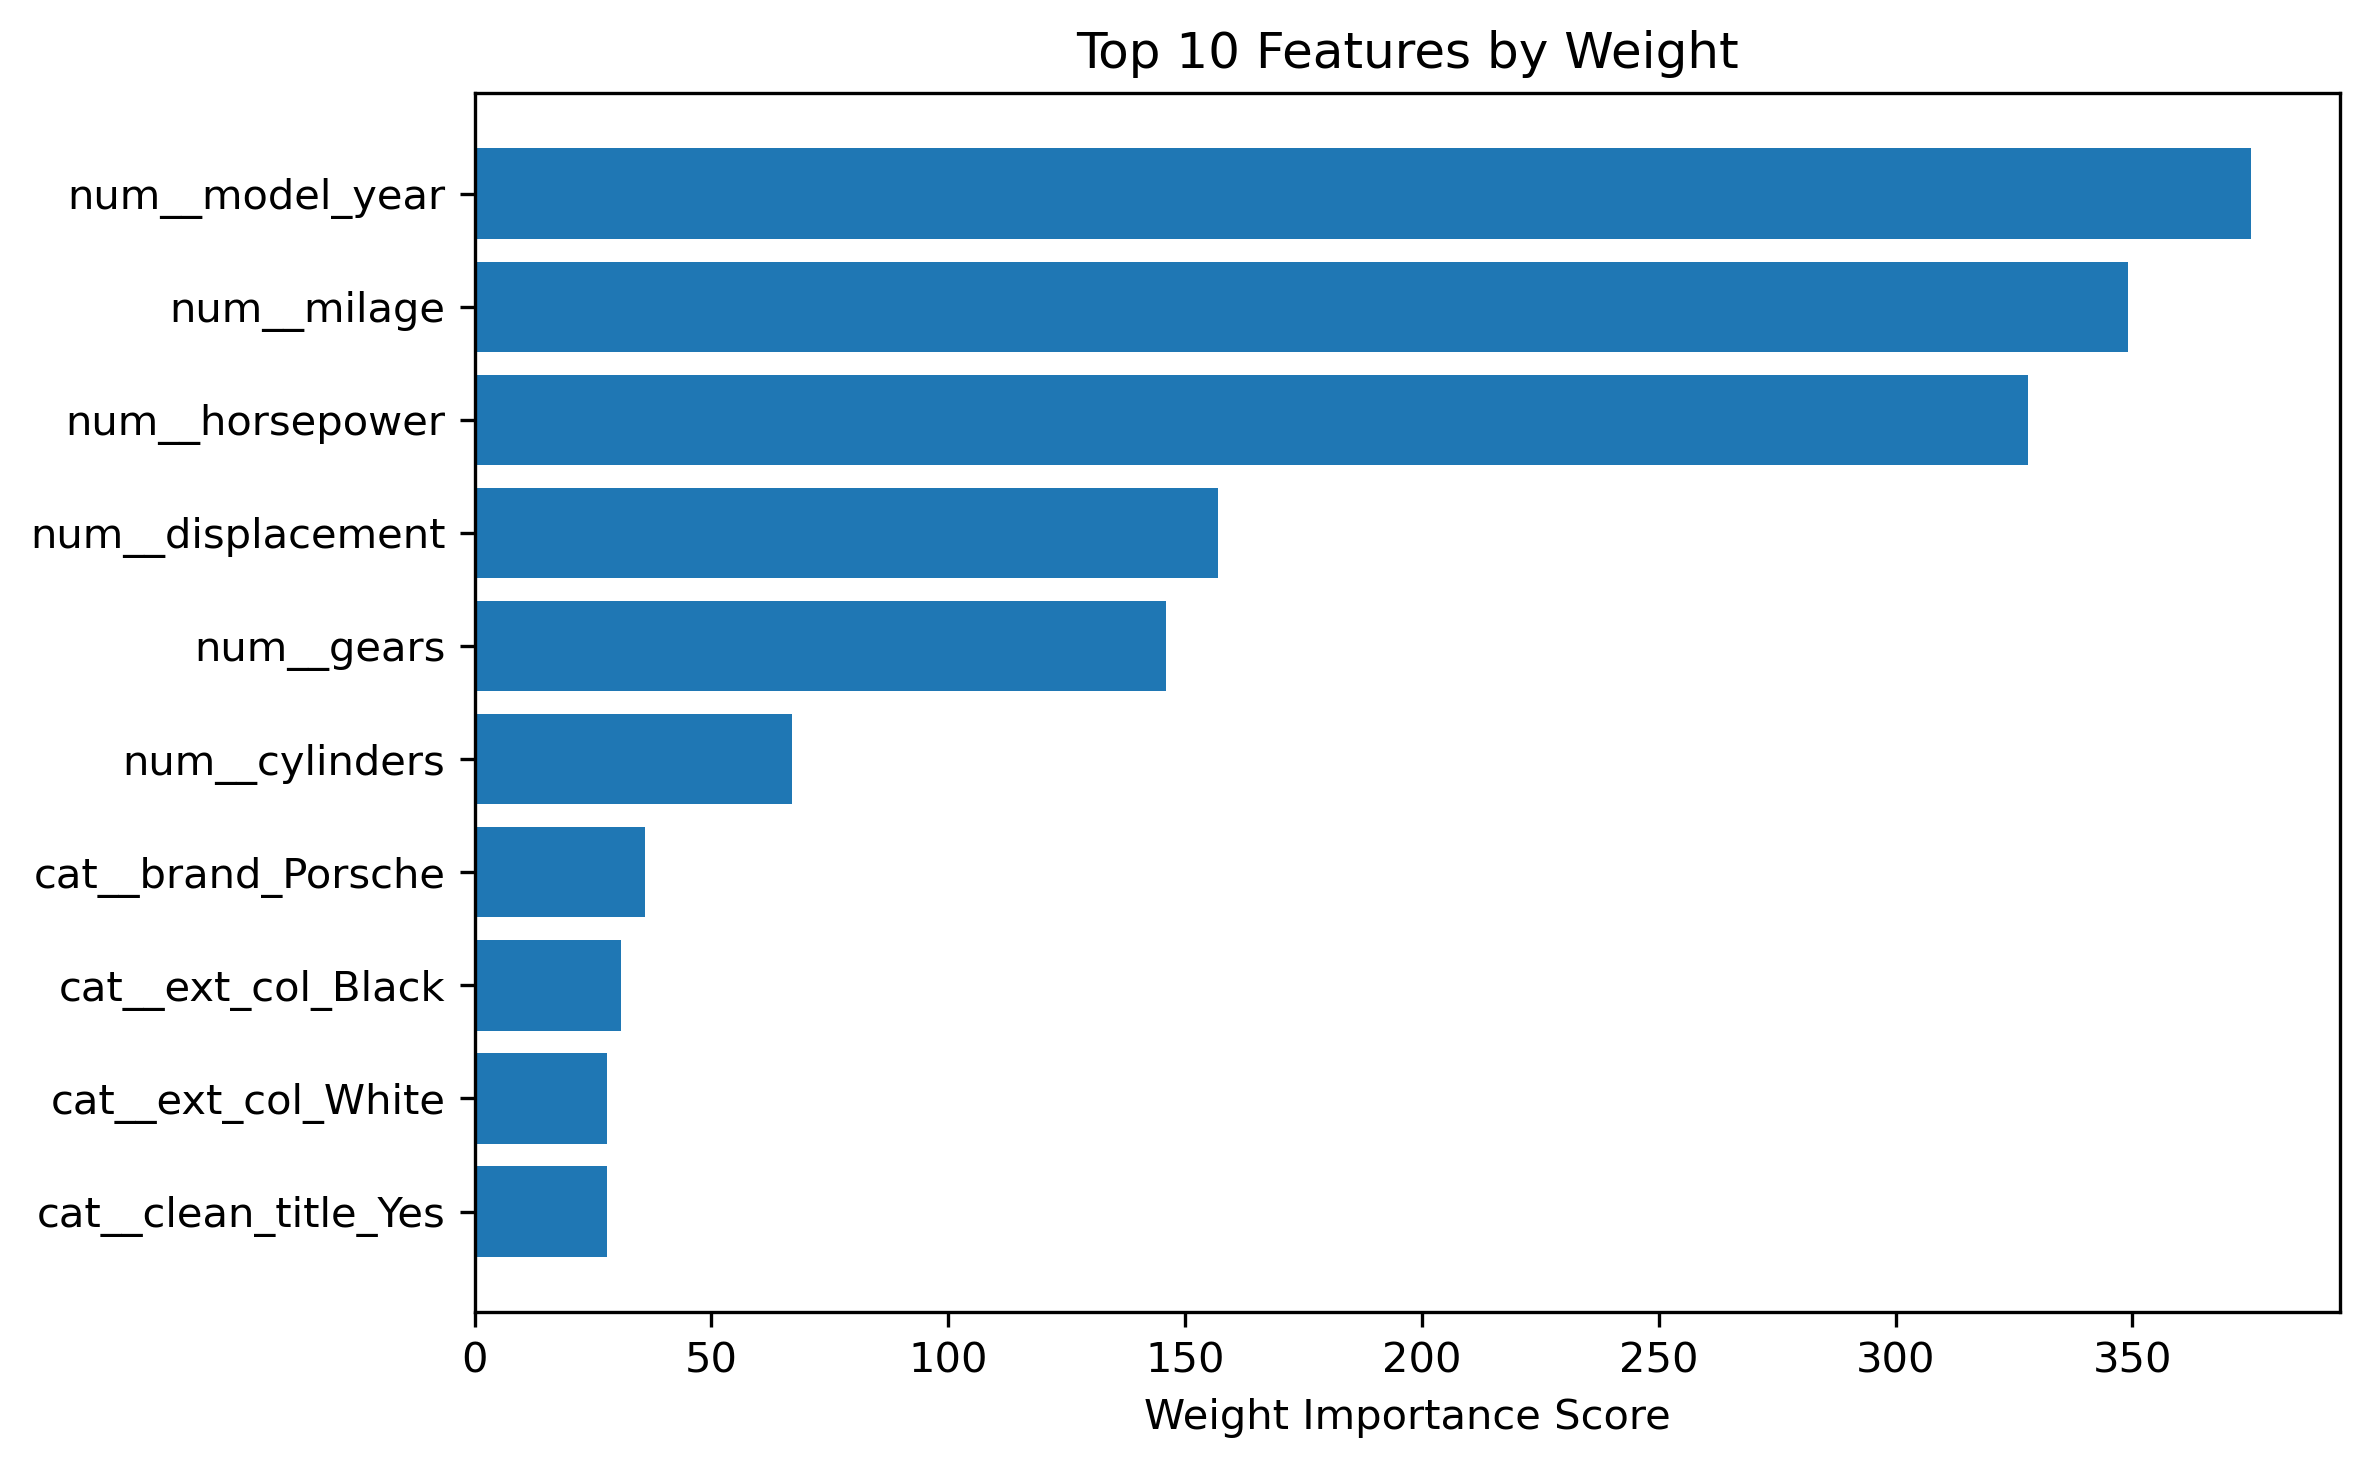 Top 10 Features by Weight
num__model_year
num__milage
num__horsepower
num__displacement
num__gears
num__cylinders
cat__brand_Porsche
cat__ext_col_Black
cat__ext_col_White
cat__clean_title_Yes
0 50 100 150 200 250 300 350
Weight Importance Score